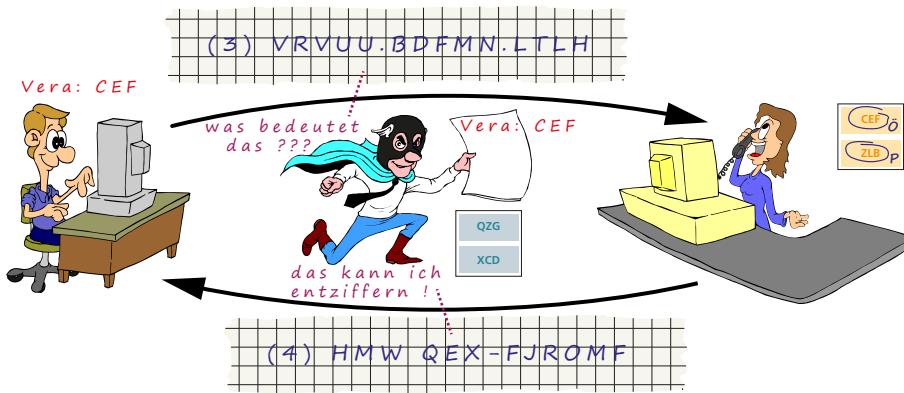 (3) VRVUU.BDFMN.LTLH
Vera: CEF
was bedeutet
das ???
Vera: CEF
CEF Ö
ZLB P
QZG
XCD
das kann ich
entziffern !
(4) HMW QEX-FJROMF